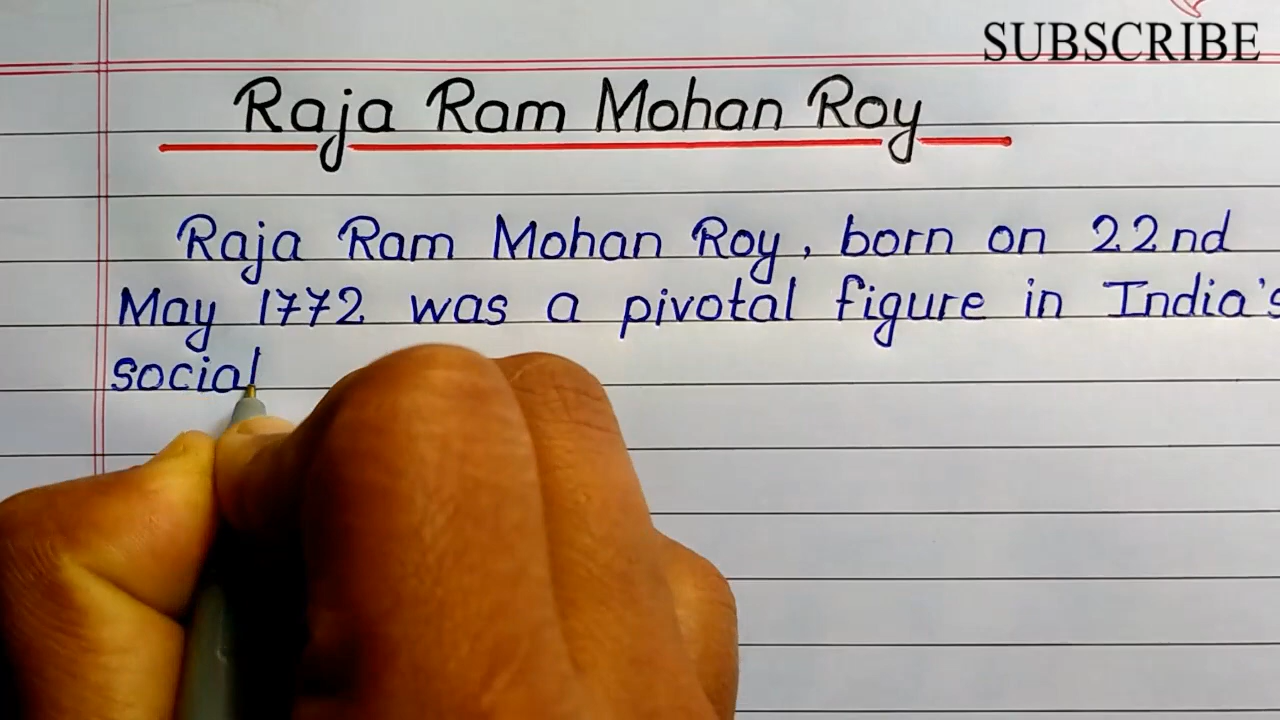 SUBSCRIBE
Raja Ram Mohan Roy
Raja Ram Mohan Roy, born on 22nd
May 1772 was a pivotal figure in India's
social